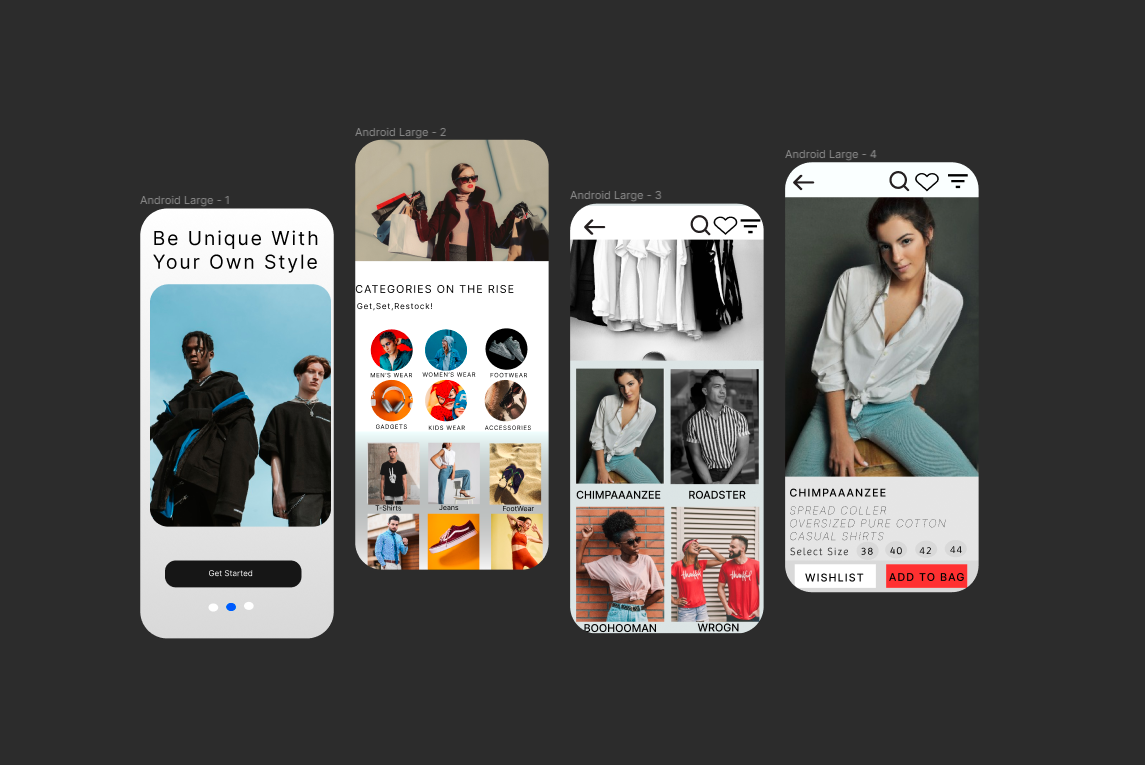 Android Large - 1
Be Unique With
Your Own Style
Get Started
Android Large - 2
CATEGORIES ON THE RISE
Get,Set,Restock!
MEN'S WEAR
WOMEN'S WEAR
FOOTWEAR
GADGETS
KIDS WEAR
ACCESSORIES
T-Shirts
Jeans
FootWear
Android Large - 3
CHIMPAAANZEE
ROADSTER
thankful
thankful
BOOHOOMAN
WROGN
Android Large - 4
CHIMPAAANZEE
SPREAD COLLER
OVERSIZED PURE COTTON
CASUAL SHIRTS
Select Size 38 40 42 44
WISHLIST
ADD TO BAG